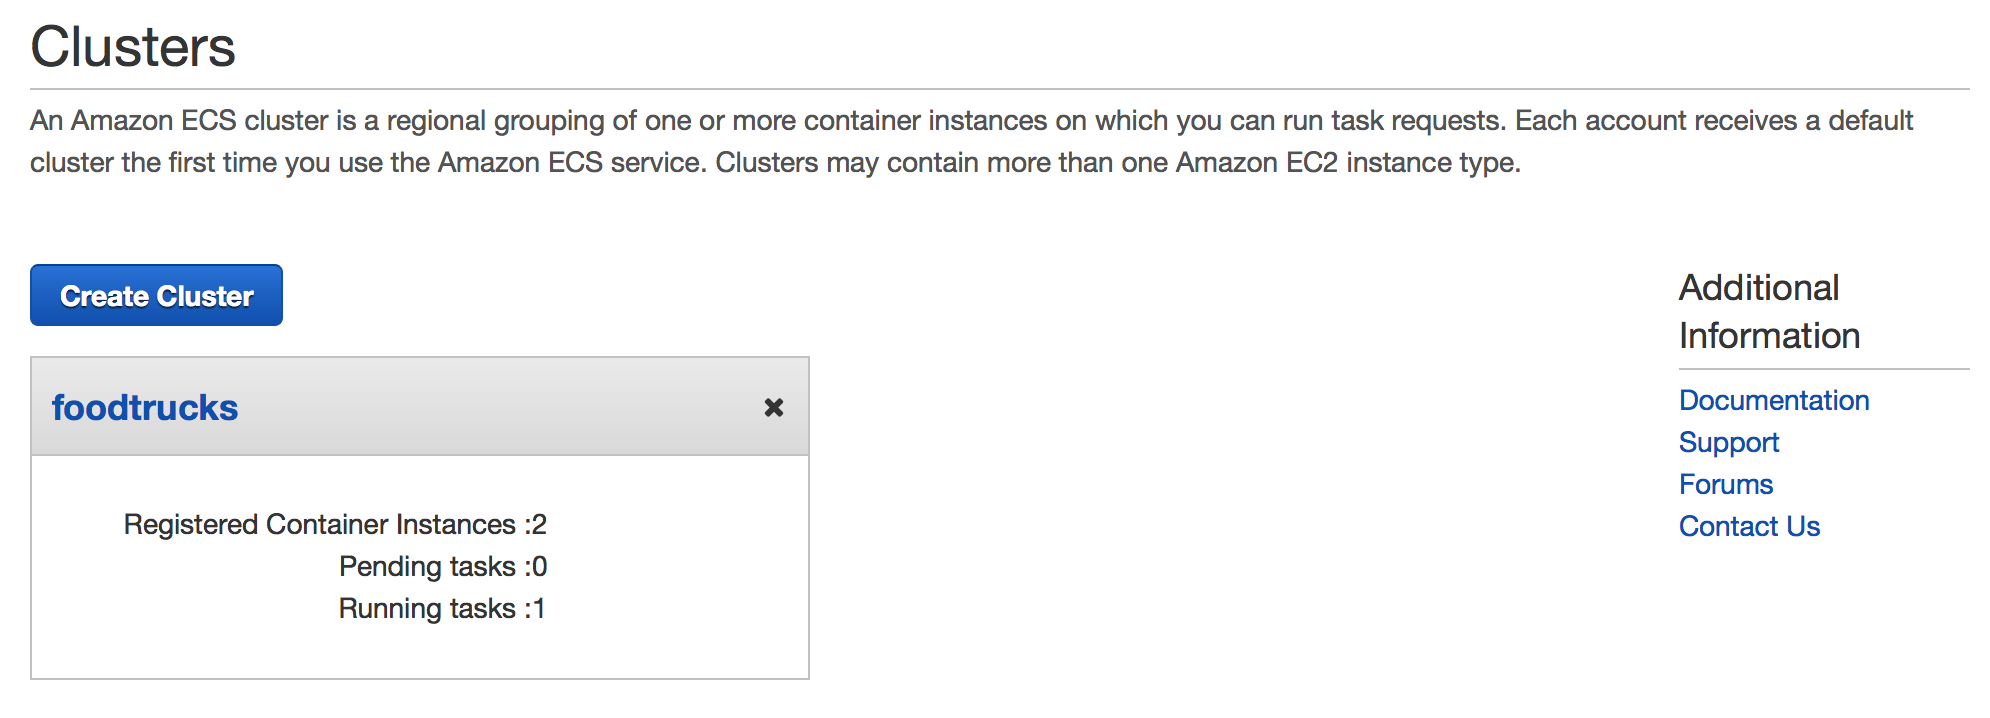 Clusters
An Amazon ECS cluster is a regional grouping of one or more container instances on which you can run task requests. Each account receives a default
cluster the first time you use the Amazon ECS service. Clusters may contain more than one Amazon EC2 instance type.
Create Cluster
foodtrucks
Registered Container Instances :2
Pending tasks :0
Running tasks :1
Additional
Information
Documentation
Support
Forums
Contact Us